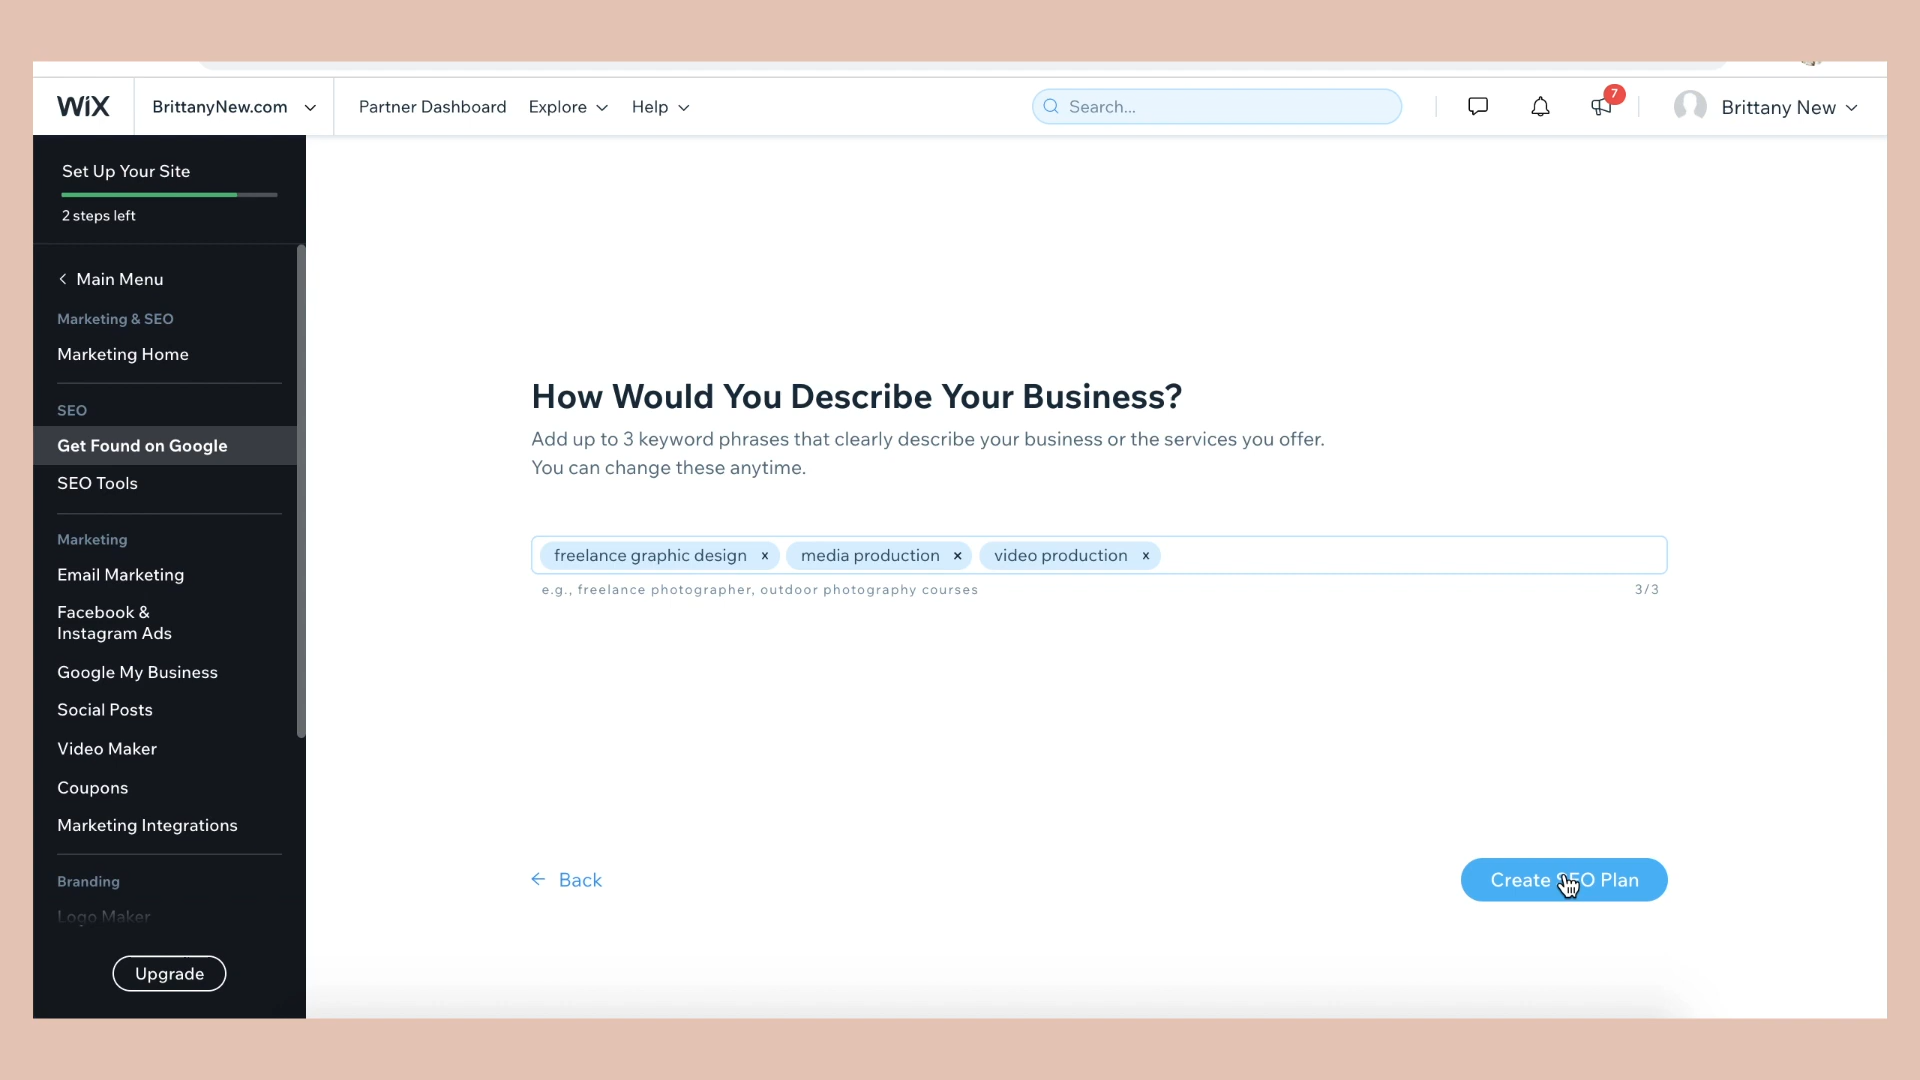 WiX
BrittanyNew.com
Partner Dashboard
Explore
Help
Search...
7
Brittany New
Set Up Your Site
2 steps left
Main Menu
Marketing & SEO
Marketing Home
SEO
Get Found on Google
SEO Tools
Marketing
Email Marketing
Facebook &
Instagram Ads
Google My Business
Social Posts
Video Maker
Coupons
Marketing Integrations
Branding
Logo Maker
Upgrade
How Would You Describe Your Business?
Add up to 3 keyword phrases that clearly describe your business or the services you offer.
You can change these anytime.
freelance graphic design x media production x video production x
e.g., freelance photographer, outdoor photography courses
3/3
Back
Create SEO Plan